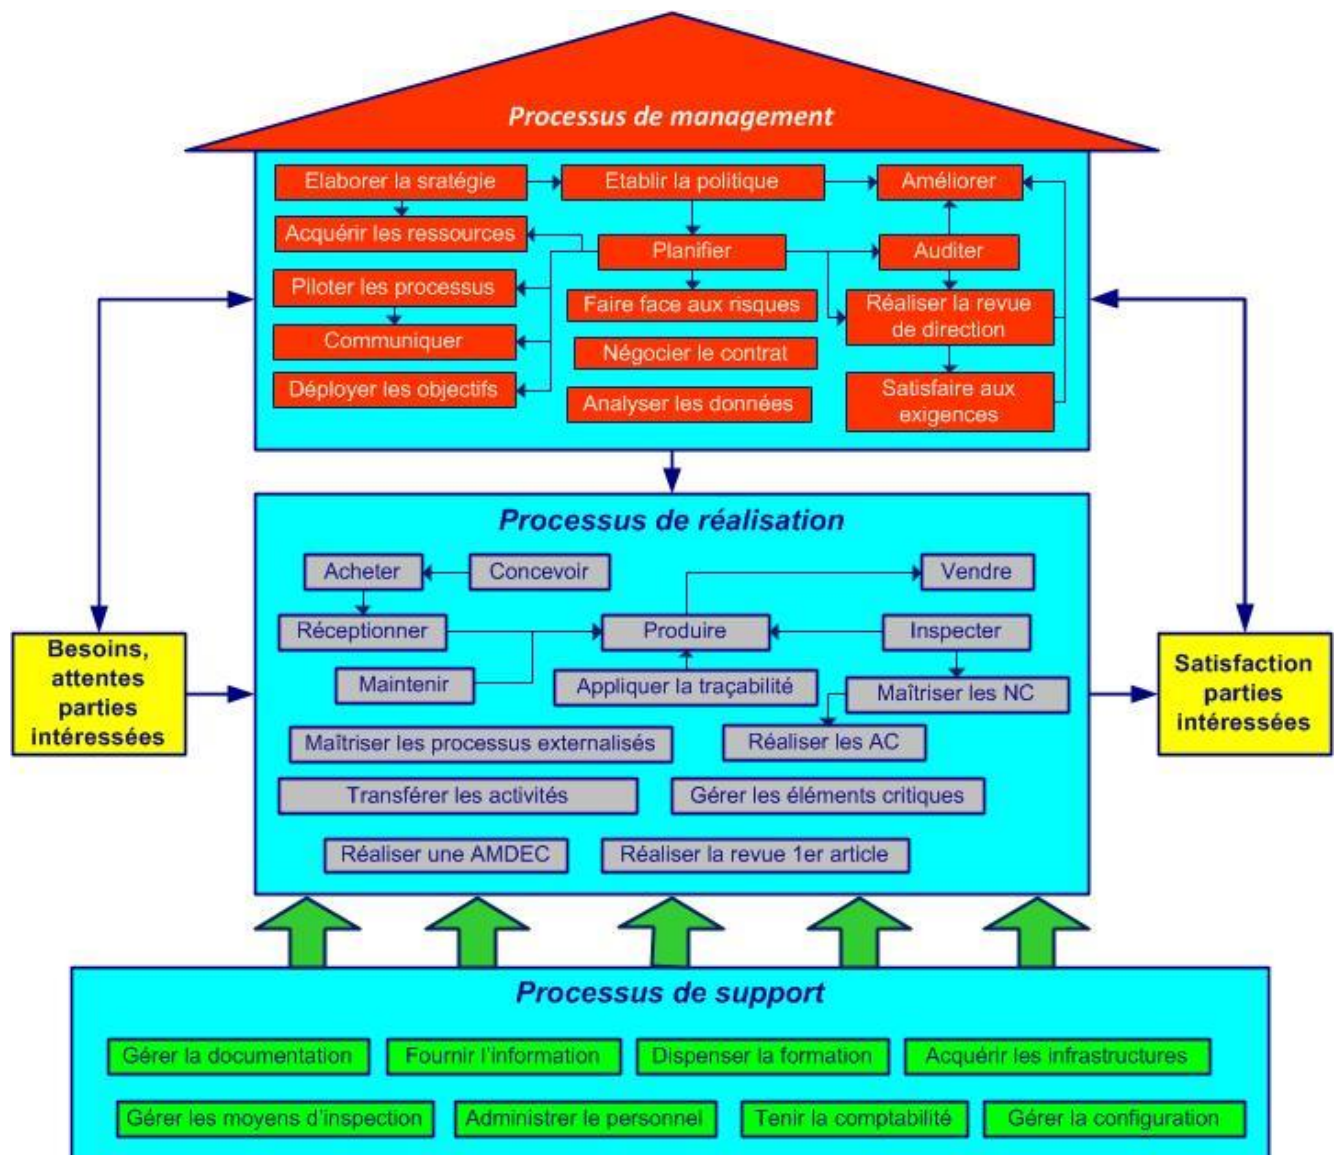 Processus de management
Elaborer la sratégie
Etablir la politique
Améliorer
Acquérir les ressources
Planifier
Auditer
Piloter les processus
Faire face aux risques
Réaliser la revue
de direction
Communiquer
Négocier le contrat
Déployer les objectifs
Analyser les données
Satisfaire aux
exigences
Processus de réalisation
Acheter
Concevoir
Vendre
Réceptionner
Produire
Inspecter
Maintenir
Appliquer la traçabilité
Maîtriser les NC
Maîtriser les processus externalisés
Réaliser les AC
Transférer les activités
Gérer les éléments critiques
Réaliser une AMDEC
Réaliser la revue 1er article
Besoins,
attentes
parties
intéressées
Satisfaction
parties
intéressées
Processus de support
Gérer la documentation
Fournir l'information
Dispenser la formation
Acquérir les infrastructures
Gérer les moyens d'inspection
Administrer le personnel
Tenir la comptabilité
Gérer la configuration